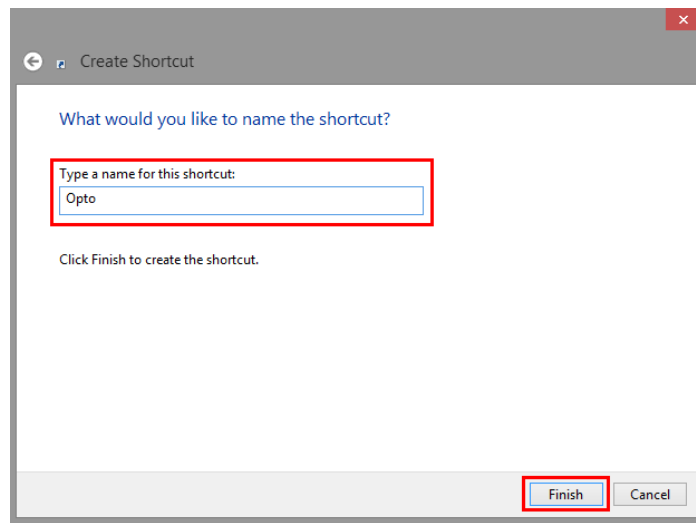 Create Shortcut
What would you like to name the shortcut?
Type a name for this shortcut:
Opto
Click Finish to create the shortcut.
Finish Cancel